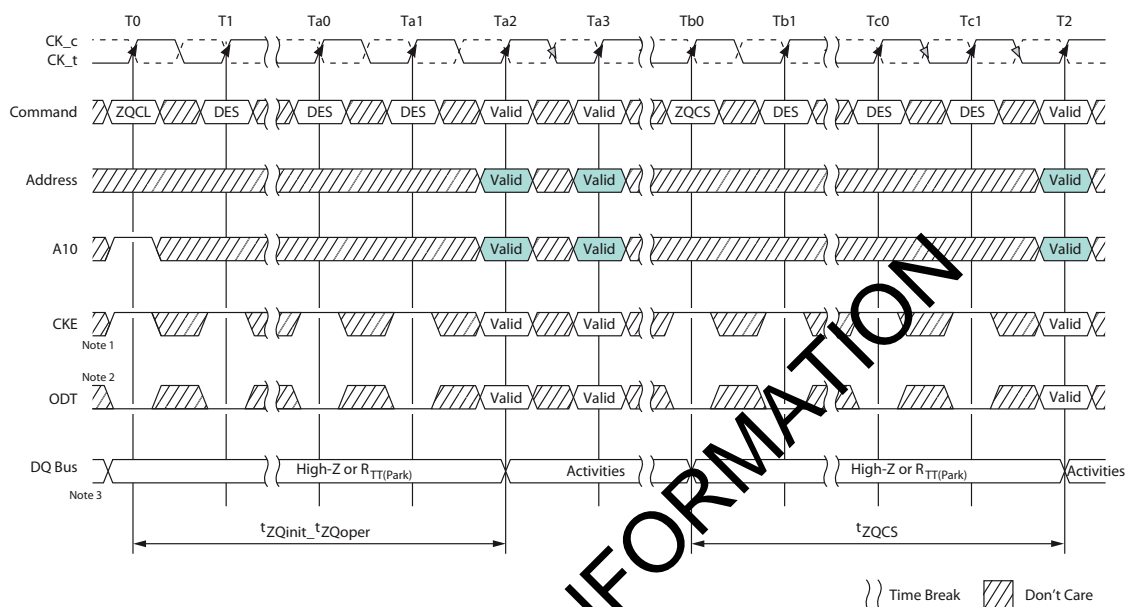 T0 T1 Ta0 Ta1 Ta2 Ta3 Tb0 Tb1 Tc0 Tc1 T2
CK_c
CK_t
Command ZQCL DES DES DES Valid Valid ZQCS DES DES DES Valid
Address Valid Valid Valid
A10 Valid Valid Valid
CKE Valid Valid Valid
Note 1
Note 2
ODT Valid Valid Valid
DQ Bus High-Z or RTT(Park) Activities High-Z or RTT(Park) Activities
Note 3
tZQinit_tZQoper tZQCS
INFORMATION
Time Break Don't Care